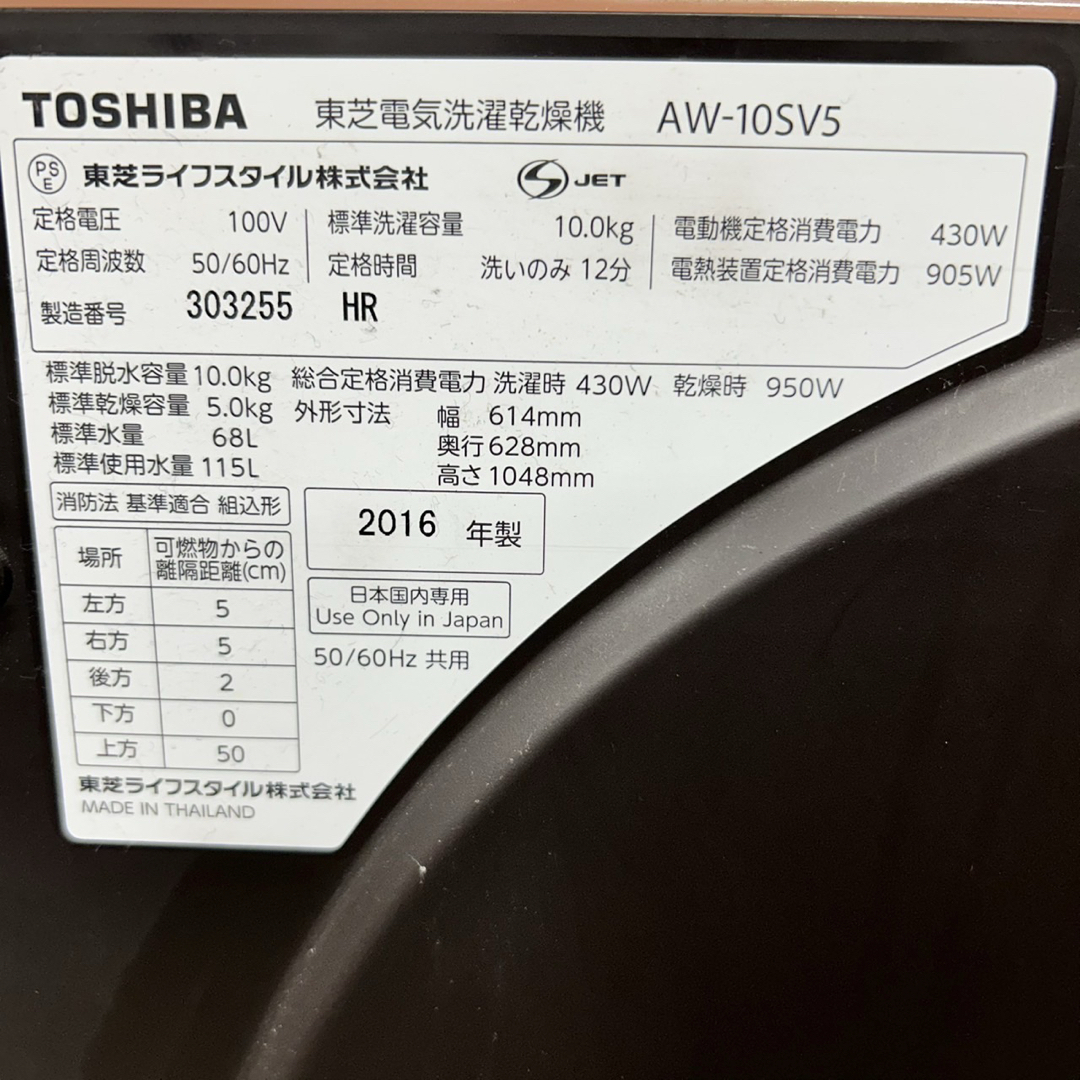 TOSHIBA 東芝電気洗濯乾燥機 AW-10SV5
PS E 東芝ライフスタイル株式会社 S JET
定格電圧 100V 標準洗濯容量 10.0kg 電動機定格消費電力 430W
定格周波数 50/60Hz 定格時間 洗いのみ 12分 電熱装置定格消費電力 905W
製造番号 303255 HR
標準脱水容量 10.0kg 総合定格消費電力 洗濯時 430W 乾燥時 950W
標準乾燥容量 5.0kg 外形寸法 幅 614mm
標準水量 68L 奥行 628mm
標準使用水量 115L 高さ 1048mm
消防法 基準適合 組込形
2016 年製
場所 可燃物からの
離隔距離(cm)
左方 5
右方 5
後方 2
下方 0
上方 50
日本国内専用
Use Only in Japan
50/60Hz 共用
東芝ライフスタイル株式会社
MADE IN THAILAND